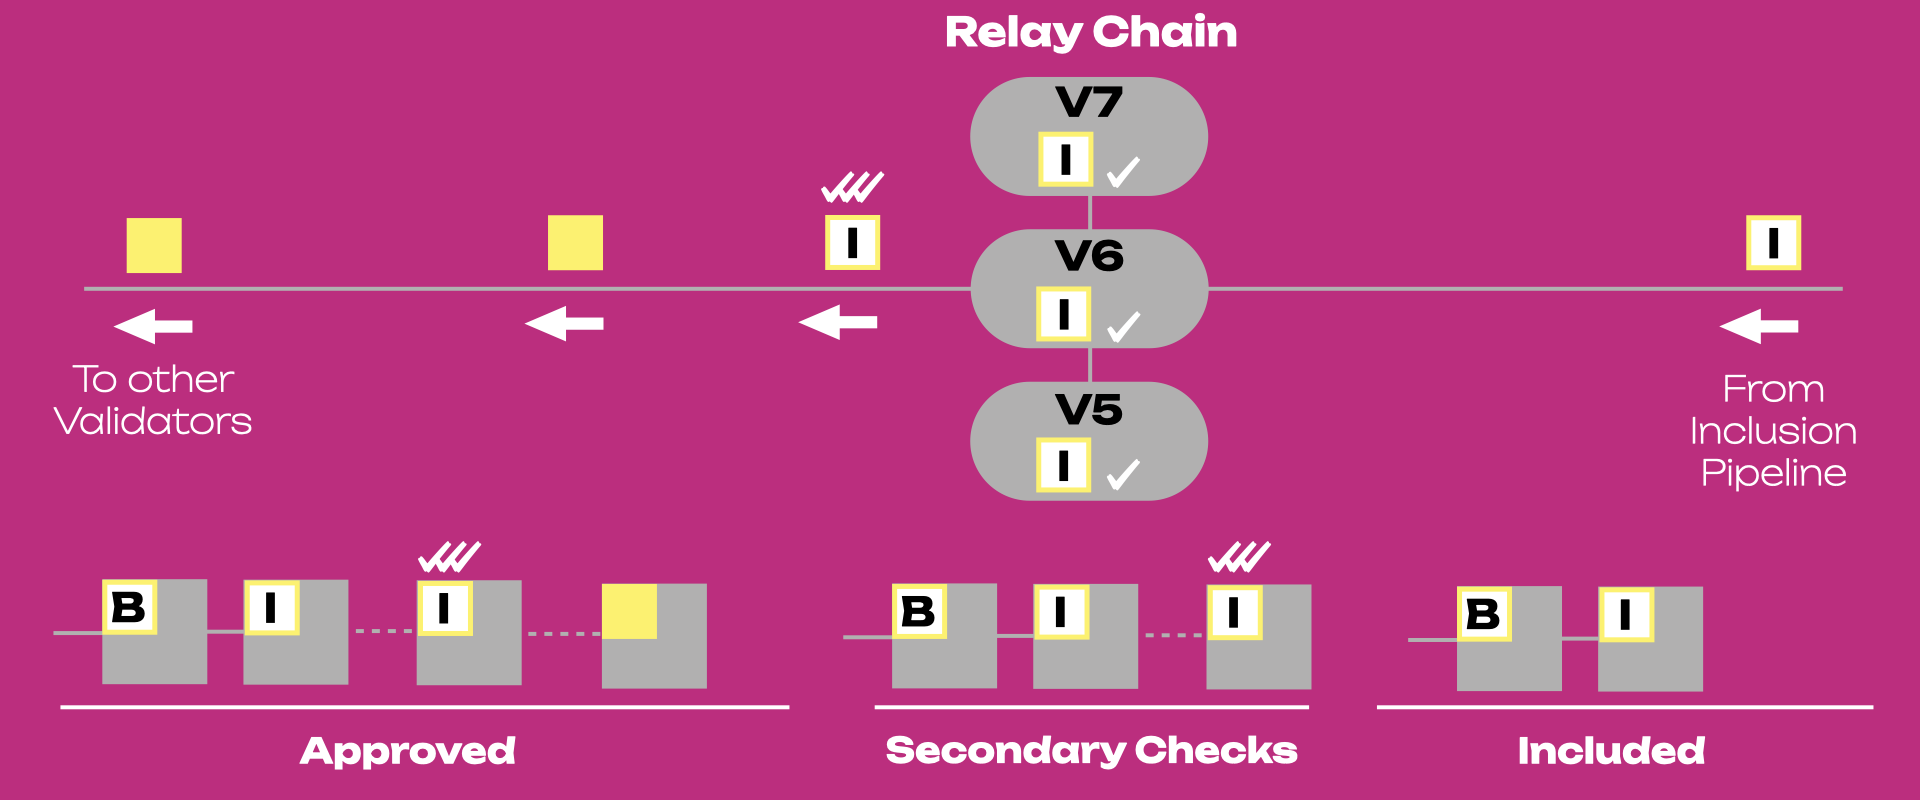 Relay Chain
V7
I
V6
I
V5
I
I
I
To other
Validators
From
Inclusion
Pipeline
B
I
I
B
I
I
B
I
Approved
Secondary Checks
Included